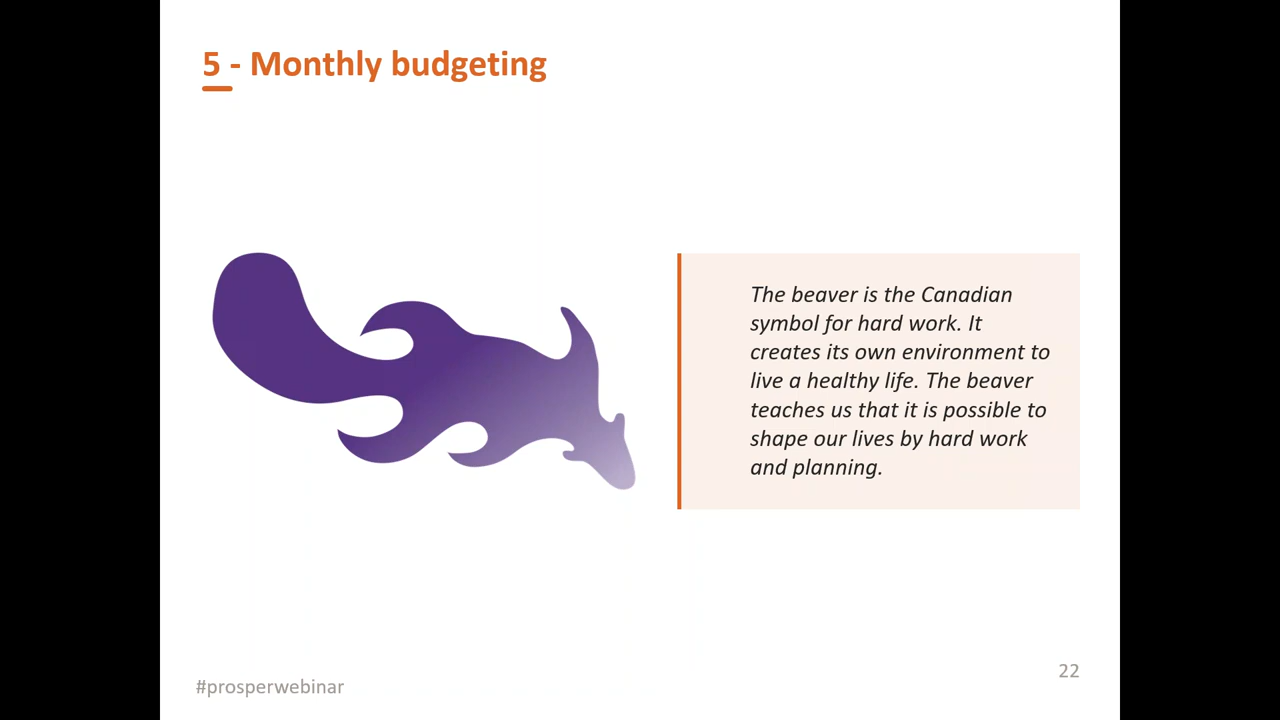 5 - Monthly budgeting
The beaver is the Canadian
symbol for hard work. It
creates its own environment to
live a healthy life. The beaver
teaches us that it is possible to
shape our lives by hard work
and planning.
22
#prosperwebinar